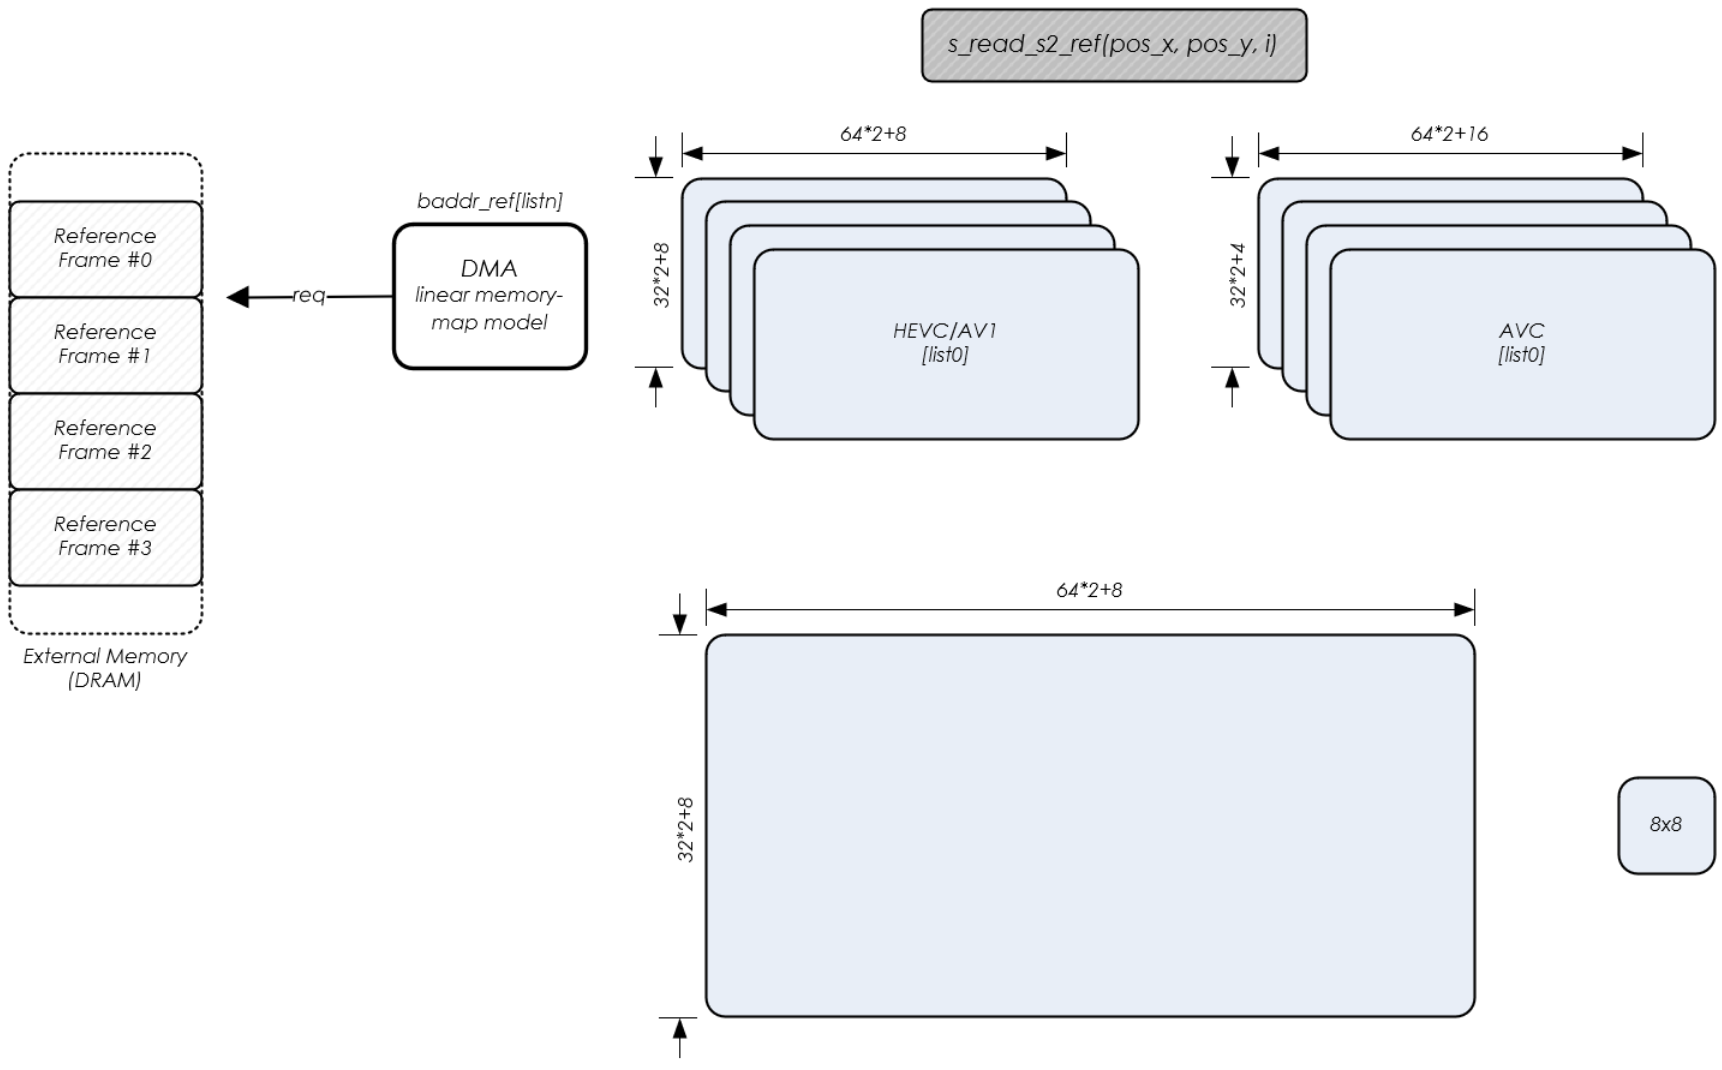 s_read_s2_ref(pos_x, pos_y, i)
64*2+8
64*2+16
baddr_ref[listn]
Reference
Frame #0
DMA
linear memory-
map model
req
32*2+8
32*2+4
Reference
Frame #1
HEVC/AV1
[list0]
AVC
[list0]
Reference
Frame #2
Reference
Frame #3
External Memory
(DRAM)
64*2+8
32*2+8
8x8